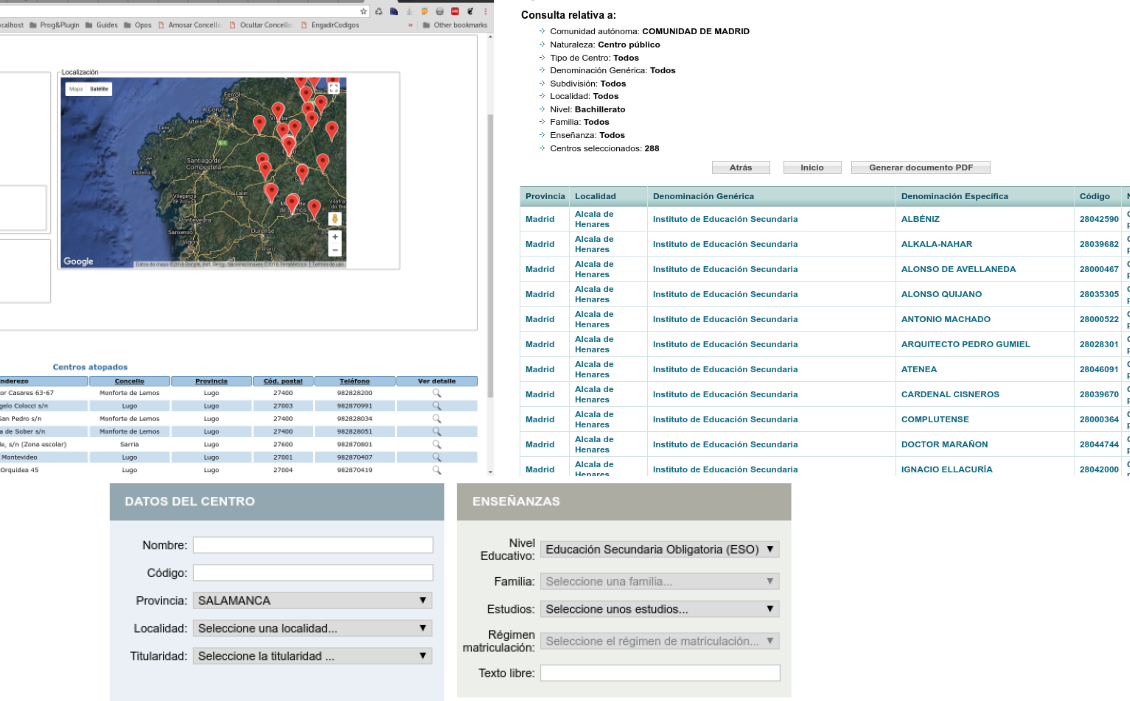 calhost Prog&Plugin Guides Opos Amosar Concello Ocultar Concello EngadirCodigos » Other bookmarks
Localización
Mapa Satélite
Ferrol
A Coruña
Santiago de
Compostela
Lalín
Pontevedra
Ourense
Google
Centros atopados
nderezo Concello Provincia Cód. postal Teléfono Ver detalle
or Casares 63-67 Monforte de Lemos Lugo 27400 982828200
gelo Colocci s/n Lugo Lugo 27003 982870991
San Pedro s/n Monforte de Lemos Lugo 27400 982828034
a de Sober s/n Monforte de Lemos Lugo 27400 982828051
le, s/n (Zona escolar) Sarria Lugo 27600 982870801
Montevideo Lugo Lugo 27001 982870407
Orquidea 45 Lugo Lugo 27004 982870419
Consulta relativa a:
Comunidad autónoma: COMUNIDAD DE MADRID
Naturaleza: Centro público
Tipo de Centro: Todos
Denominación Genérica: Todos
Subdivisión: Todos
Localidad: Todos
Nivel: Bachillerato
Familia: Todos
Enseñanza: Todos
Centros seleccionados: 288
Atrás Inicio Generar documento PDF
Provincia Localidad Denominación Genérica Denominación Específica Código
Madrid Alcala de Henares Instituto de Educación Secundaria ALBÉNIZ 28042590
Madrid Alcala de Henares Instituto de Educación Secundaria ALKALA-NAHAR 28039682
Madrid Alcala de Henares Instituto de Educación Secundaria ALONSO DE AVELLANEDA 28000467
Madrid Alcala de Henares Instituto de Educación Secundaria ALONSO QUIJANO 28035305
Madrid Alcala de Henares Instituto de Educación Secundaria ANTONIO MACHADO 28000522
Madrid Alcala de Henares Instituto de Educación Secundaria ARQUITECTO PEDRO GUMIEL 28028301
Madrid Alcala de Henares Instituto de Educación Secundaria ATENEA 28046091
Madrid Alcala de Henares Instituto de Educación Secundaria CARDENAL CISNEROS 28039670
Madrid Alcala de Henares Instituto de Educación Secundaria COMPLUTENSE 28000364
Madrid Alcala de Henares Instituto de Educación Secundaria DOCTOR MARAÑON 28044744
Madrid Alcala de Henares Instituto de Educación Secundaria IGNACIO ELLACURÍA 28042000
DATOS DEL CENTRO
Nombre:
Código:
Provincia: SALAMANCA
Localidad: Seleccione una localidad...
Titularidad: Seleccione la titularidad ...
ENSEÑANZAS
Nivel
Educativo: Educación Secundaria Obligatoria (ESO)
Familia: Seleccione una familia...
Estudios: Seleccione unos estudios...
Régimen
matriculación: Seleccione el régimen de matriculación...
Texto libre: